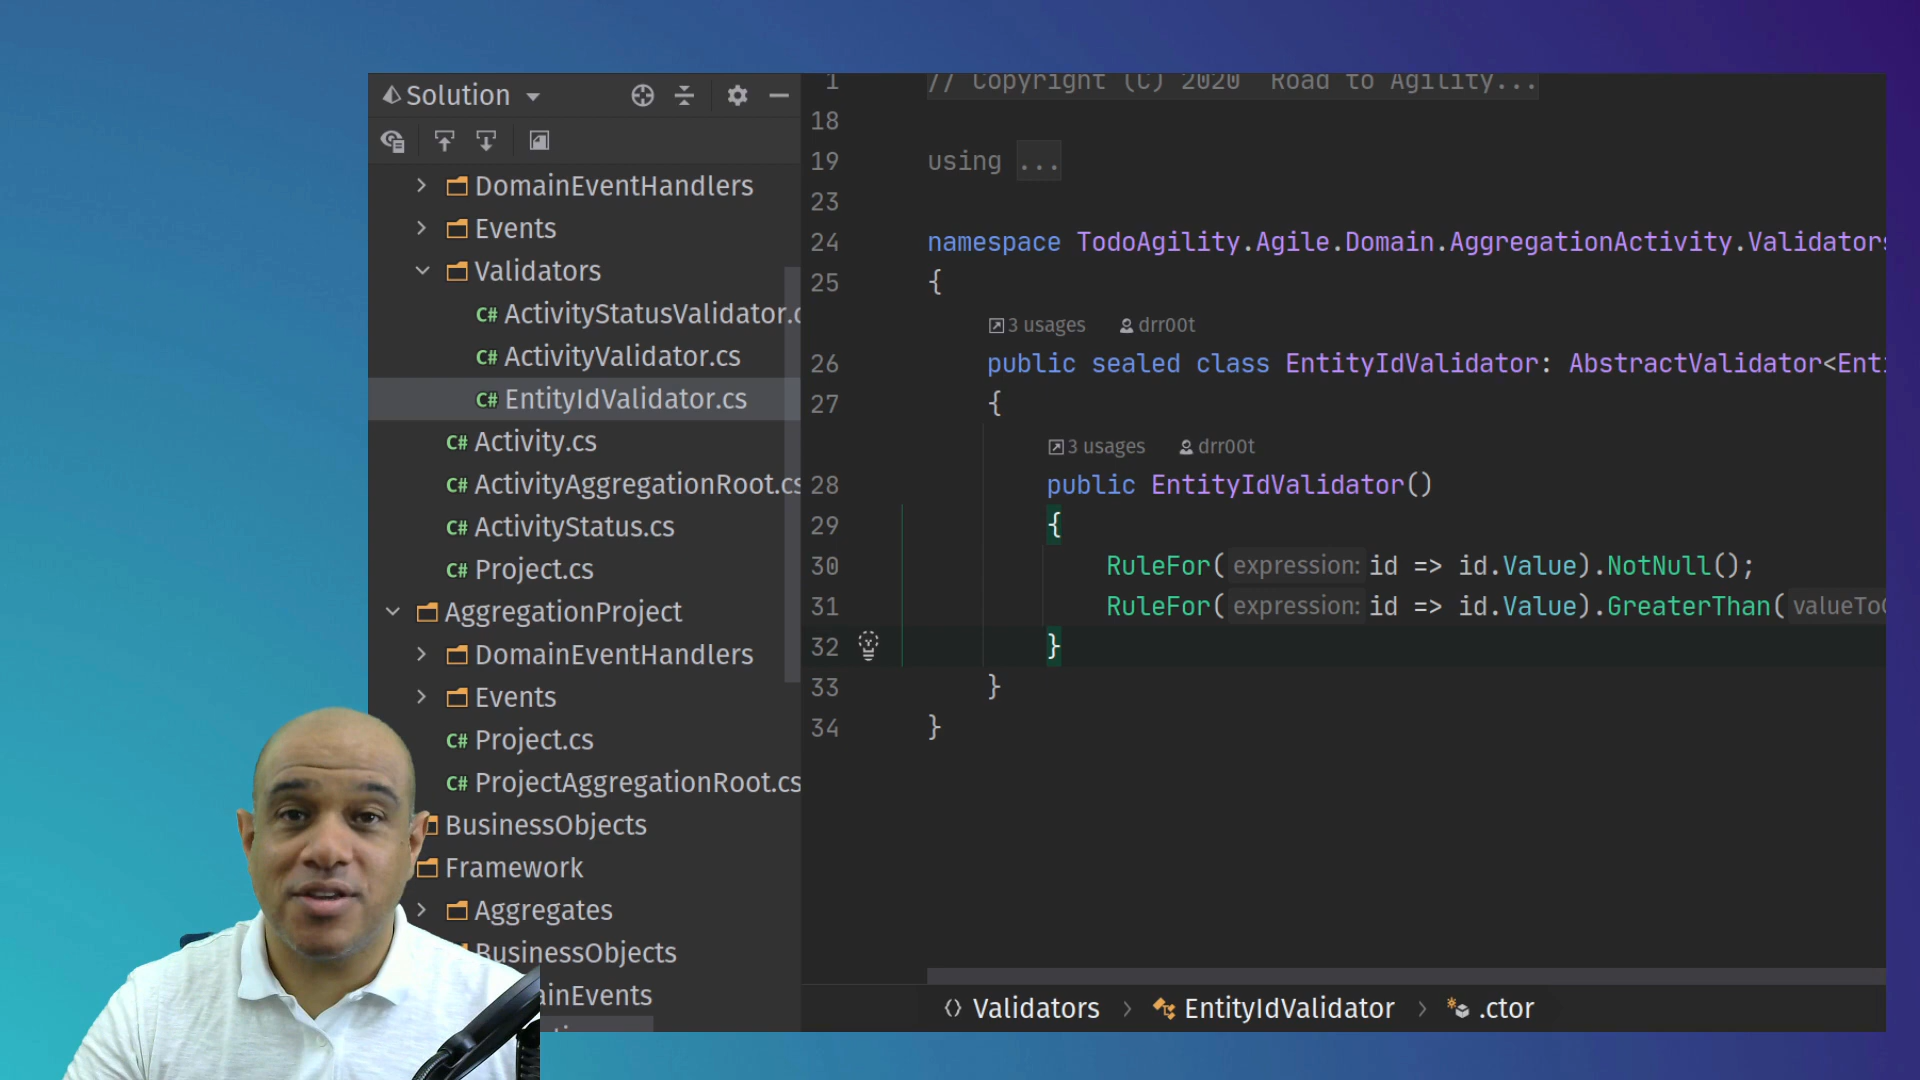 Solution
DomainEventHandlers
Events
Validators
C# ActivityStatusValidator.c
C# ActivityValidator.cs
C# EntityIdValidator.cs
C# Activity.cs
C# ActivityAggregationRoot.cs
C# ActivityStatus.cs
C# Project.cs
AggregationProject
DomainEventHandlers
Events
C# Project.cs
C# ProjectAggregationRoot.cs
BusinessObjects
Framework
Aggregates
BusinessObjects
ainEvents
1 // Copyright (C) 2020 Road to Agility...
18
19 using ...
23
24 namespace TodoAgility.Agile.Domain.AggregationActivity.Validators
25 {
3 usages drr00t
26 public sealed class EntityIdValidator: AbstractValidator<Enti
27 {
3 usages drr00t
28 public EntityIdValidator()
29 {
30 RuleFor( expression: id => id.Value).NotNull();
31 RuleFor( expression: id => id.Value).GreaterThan( valueToC
32 }
33 }
34 }
Validators > EntityIdValidator > .ctor